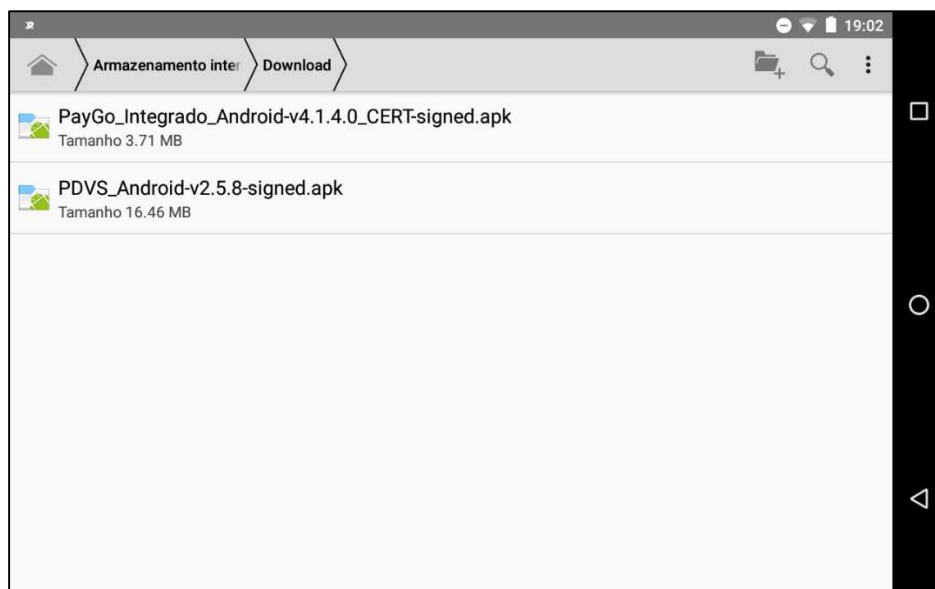 19:02
Armazenamento inter
Download
PayGo_Integrado_Android-v4.1.4.0_CERT-signed.apk
Tamanho 3.71 MB
PDVS_Android-v2.5.8-signed.apk
Tamanho 16.46 MB